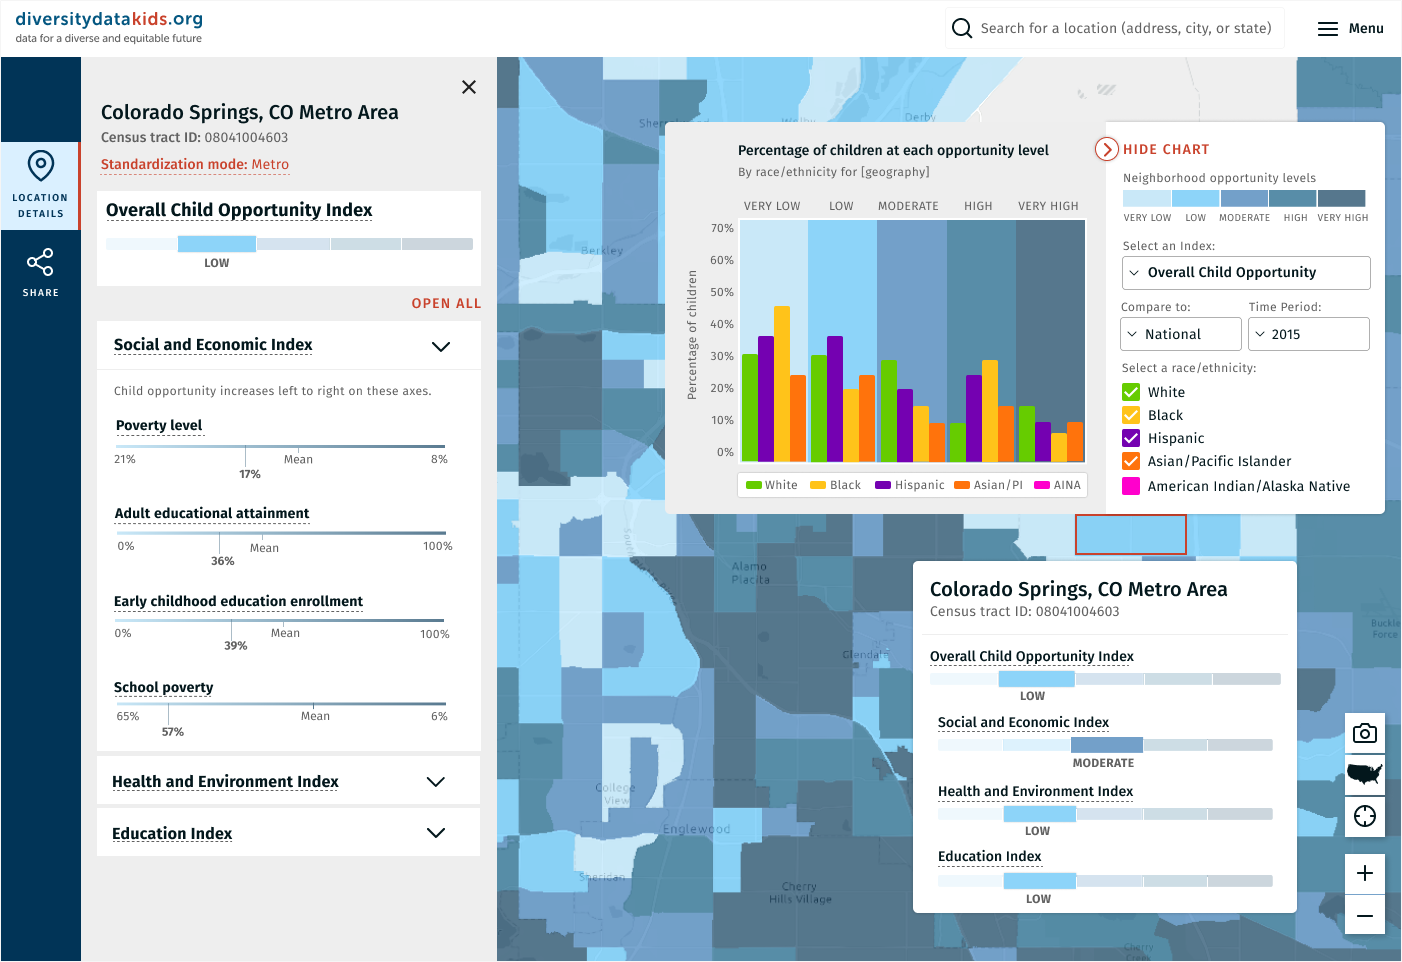 diversitydatakids.org
data for a diverse and equitable future
Search for a location (address, city, or state)
Menu
LOCATION
DETAILS
SHARE
Colorado Springs, CO Metro Area
Census tract ID: 08041004603
Standardization mode: Metro
Overall Child Opportunity Index
LOW
OPEN ALL
Social and Economic Index
Child opportunity increases left to right on these axes.
Poverty level
21% Mean 8%
17%
Adult educational attainment
0% Mean 100%
36%
Early childhood education enrollment
0% Mean 100%
39%
School poverty
65% Mean 6%
57%
Health and Environment Index
Education Index
Derby
Berkley
Alamo
Placita
Glendale
College
View
Englewood
Sheridan
Cherry
Hills Village
Percentage of children at each opportunity level
By race/ethnicity for [geography]
VERY LOW LOW MODERATE HIGH VERY HIGH
Percentage of children
70%
60%
50%
40%
30%
20%
10%
0%
White Black Hispanic Asian/PI AINA
HIDE CHART
Neighborhood opportunity levels
VERY LOW LOW MODERATE HIGH VERY HIGH
Select an Index:
Overall Child Opportunity
Compare to: Time Period:
National 2015
Select a race/ethnicity:
White
Black
Hispanic
Asian/Pacific Islander
American Indian/Alaska Native
Colorado Springs, CO Metro Area
Census tract ID: 08041004603
Overall Child Opportunity Index
LOW
Social and Economic Index
MODERATE
Health and Environment Index
LOW
Education Index
LOW